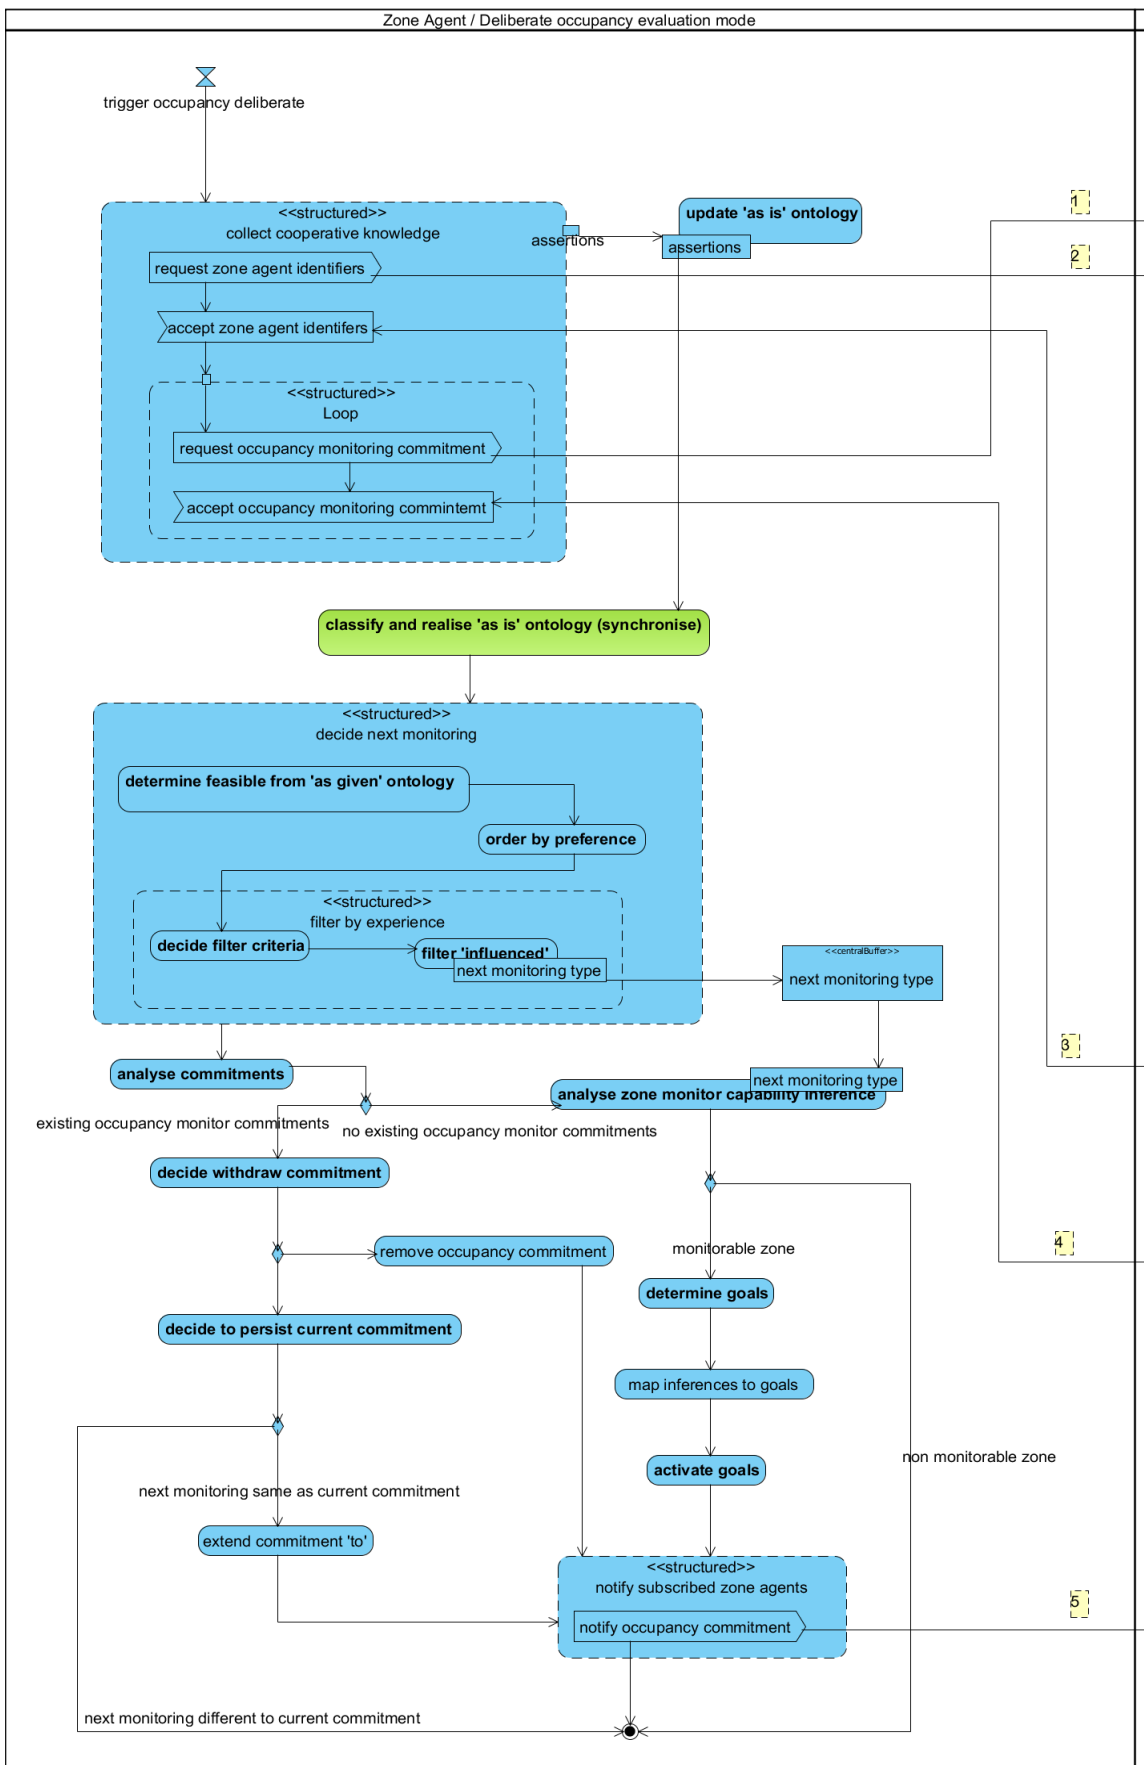 Zone Agent / Deliberate occupancy evaluation mode
trigger occupancy deliberate
<<structured>>
collect cooperative knowledge
assertions
update 'as is' ontology
assertions
1
2
request zone agent identifiers
accept zone agent identifers
<<structured>>
Loop
request occupancy monitoring commitment
accept occupancy monitoring commintemt
classify and realise 'as is' ontology (synchronise)
<<structured>>
decide next monitoring
determine feasible from 'as given' ontology
order by preference
<<structured>>
filter by experience
decide filter criteria
filter 'influenced'
next monitoring type
<<centralBuffer>>
next monitoring type
3
analyse commitments
next monitoring type
analyse zone monitor capability inference
existing occupancy monitor commitments
no existing occupancy monitor commitments
decide withdraw commitment
4
remove occupancy commitment
monitorable zone
determine goals
decide to persist current commitment
map inferences to goals
non monitorable zone
activate goals
next monitoring same as current commitment
extend commitment 'to'
<<structured>>
notify subscribed zone agents
5
notify occupancy commitment
next monitoring different to current commitment